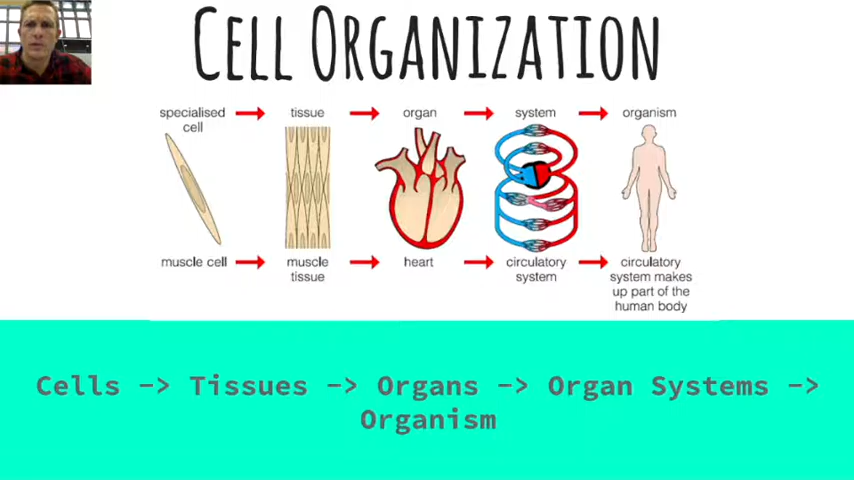 CELL ORGANIZATION
specialised cell → tissue → organ → system → organism
muscle cell → muscle tissue → heart → circulatory system → circulatory system makes up part of the human body
Cells -> Tissues -> Organs -> Organ Systems ->
Organism